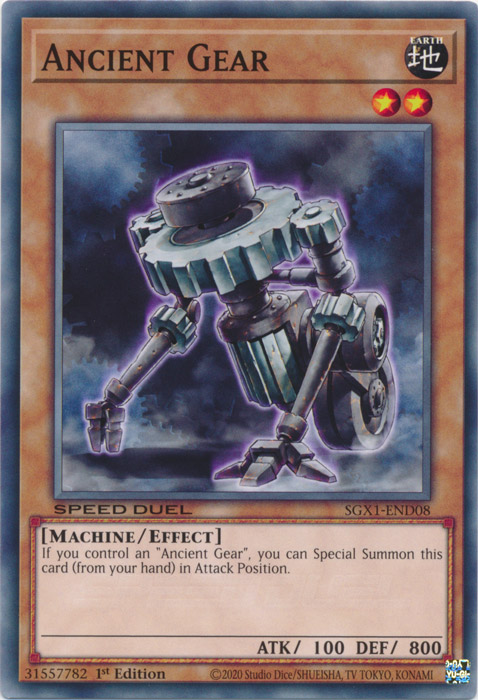 ANCIENT GEAR
EARTH
地
SPEED DUEL
SGX1-END08
[MACHINE/EFFECT]
If you control an "Ancient Gear", you can Special Summon this
card (from your hand) in Attack Position.
ATK/ 100 DEF/ 800
31557782 1st Edition ©2020 Studio Dice/SHUEISHA, TV TOKYO, KONAMI